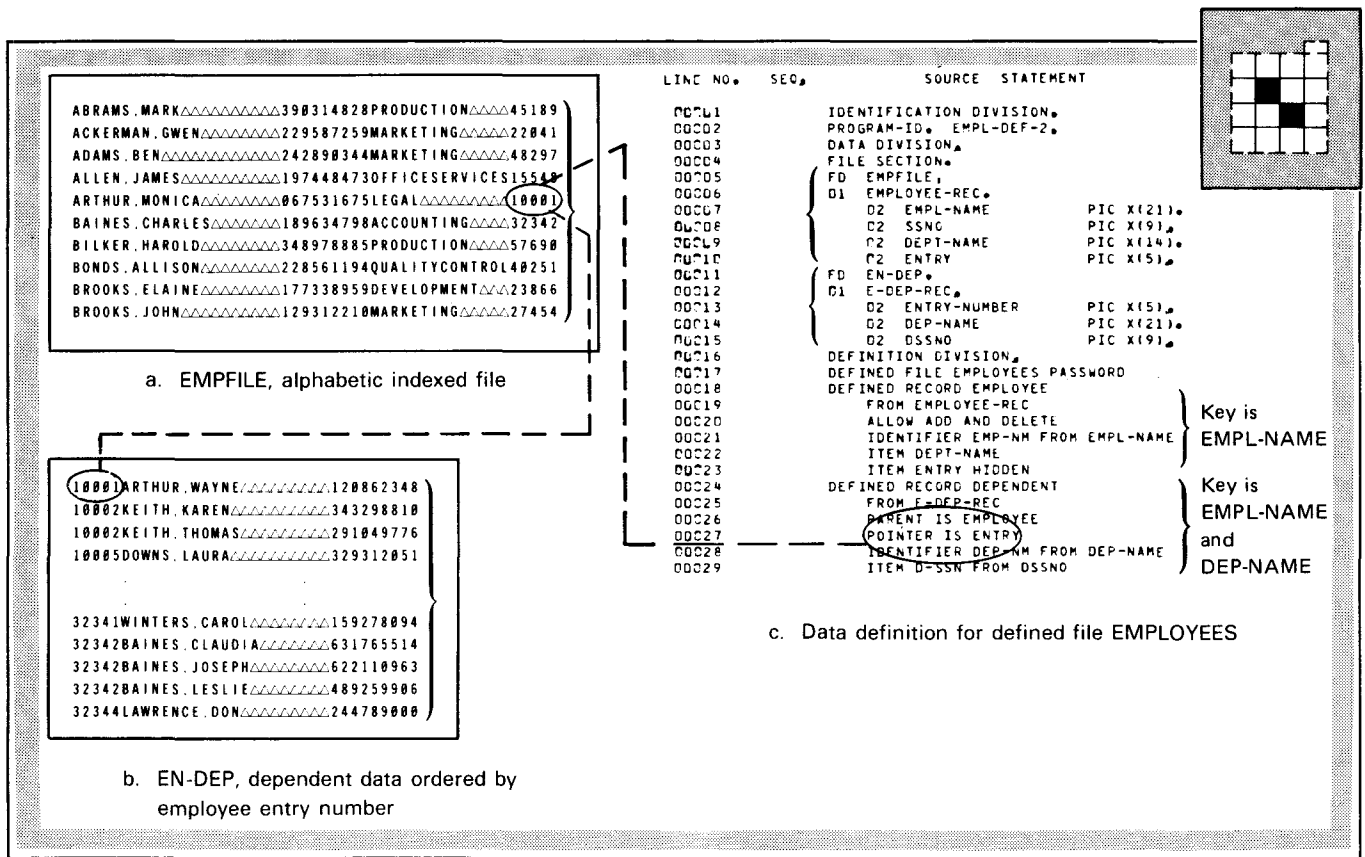 ABRAMS,MARK△△△△△△△△△△390314828PRODUCTION△△△△45189
ACKERMAN,GWEN△△△△△△△△229587259MARKETING△△△△△22041
ADAMS,BEN△△△△△△△△△△△△242890344MARKETING△△△△△48297
ALLEN,JAMES△△△△△△△△△△197448473OFFICESERVICES15548
ARTHUR,MONICA△△△△△△△△067531675LEGAL△△△△△△△△△10001
BAINES,CHARLES△△△△△△△189634798ACCOUNTING△△△△32342
BILKER,HAROLD△△△△△△△△348978885PRODUCTION△△△△57690
BONDS,ALLISON△△△△△△△△228561194QUALITYCONTROL40251
BROOKS,ELAINE△△△△△△△△177338959DEVELOPMENT△△△23866
BROOKS,JOHN△△△△△△△△△△129312210MARKETING△△△△△27454
a. EMPFILE, alphabetic indexed file
10001ARTHUR,WAYNE△△△△△△△△△120862348
10002KEITH,KAREN△△△△△△△△△△343298810
10002KEITH,THOMAS△△△△△△△△△291049776
10005DOWNS,LAURA△△△△△△△△△△329312051
32341WINTERS,CAROL△△△△△△△△159278094
32342BAINES,CLAUDIA△△△△△△△631765514
32342BAINES,JOSEPH△△△△△△△△622110963
32342BAINES,LESLIE△△△△△△△△489259906
32344LAWRENCE,DON△△△△△△△△△244789000
b. EN-DEP, dependent data ordered by
employee entry number
LINE NO. SEQ. SOURCE STATEMENT
00001 IDENTIFICATION DIVISION.
00002 PROGRAM-ID. EMPL-DEF-2.
00003 DATA DIVISION.
00004 FILE SECTION.
00005 FD EMPFILE.
00006 01 EMPLOYEE-REC.
00007 02 EMPL-NAME PIC X(21).
00008 02 SSNO PIC X(9).
00009 02 DEPT-NAME PIC X(14).
00010 02 ENTRY PIC X(5).
00011 FD EN-DEP.
00012 01 E-DEP-REC.
00013 02 ENTRY-NUMBER PIC X(5).
00014 02 DEP-NAME PIC X(21).
00015 02 DSSNO PIC X(9).
00016 DEFINITION DIVISION.
00017 DEFINED FILE EMPLOYEES PASSWORD
00018 DEFINED RECORD EMPLOYEE
00019 FROM EMPLOYEE-REC
00020 ALLOW ADD AND DELETE
00021 IDENTIFIER EMP-NM FROM EMPL-NAME
00022 ITEM DEPT-NAME
00023 ITEM ENTRY HIDDEN
00024 DEFINED RECORD DEPENDENT
00025 FROM E-DEP-REC
00026 PARENT IS EMPLOYEE
00027 POINTER IS ENTRY
00028 IDENTIFIER DEP-NM FROM DEP-NAME
00029 ITEM D-SSN FROM DSSNO
Key is
EMPL-NAME
Key is
EMPL-NAME
and
DEP-NAME
c. Data definition for defined file EMPLOYEES